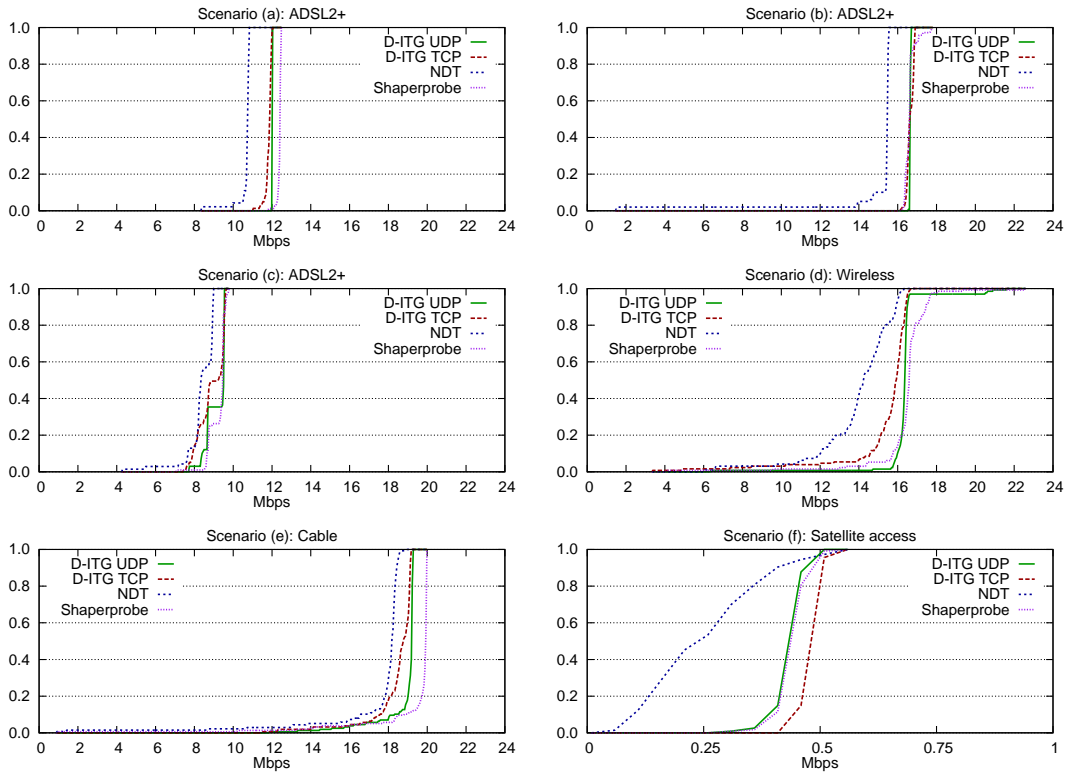 Scenario (a): ADSL2+
1.0
0.8
0.6
0.4
0.2
0.0
D-ITG UDP
D-ITG TCP
NDT
Shaperprobe
0 2 4 6 8 10 12 14 16 18 20 22 24
Mbps
Scenario (b): ADSL2+
1.0
0.8
0.6
0.4
0.2
0.0
D-ITG UDP
D-ITG TCP
NDT
Shaperprobe
0 2 4 6 8 10 12 14 16 18 20 22 24
Mbps
Scenario (c): ADSL2+
1.0
0.8
0.6
0.4
0.2
0.0
D-ITG UDP
D-ITG TCP
NDT
Shaperprobe
0 2 4 6 8 10 12 14 16 18 20 22 24
Mbps
Scenario (d): Wireless
1.0
0.8
0.6
0.4
0.2
0.0
D-ITG UDP
D-ITG TCP
NDT
Shaperprobe
0 2 4 6 8 10 12 14 16 18 20 22 24
Mbps
Scenario (e): Cable
1.0
0.8
0.6
0.4
0.2
0.0
D-ITG UDP
D-ITG TCP
NDT
Shaperprobe
0 2 4 6 8 10 12 14 16 18 20 22 24
Mbps
Scenario (f): Satellite access
1.0
0.8
0.6
0.4
0.2
0.0
D-ITG UDP
D-ITG TCP
NDT
Shaperprobe
0.25 0.5 0.75 1
Mbps